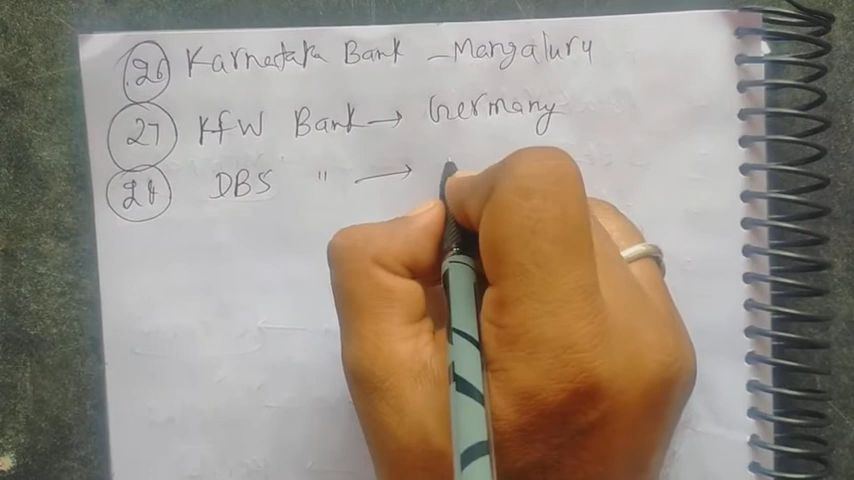 26 Karnataka Bank - Mangaluru
27 KfW Bank → Germany
28 DBS " →